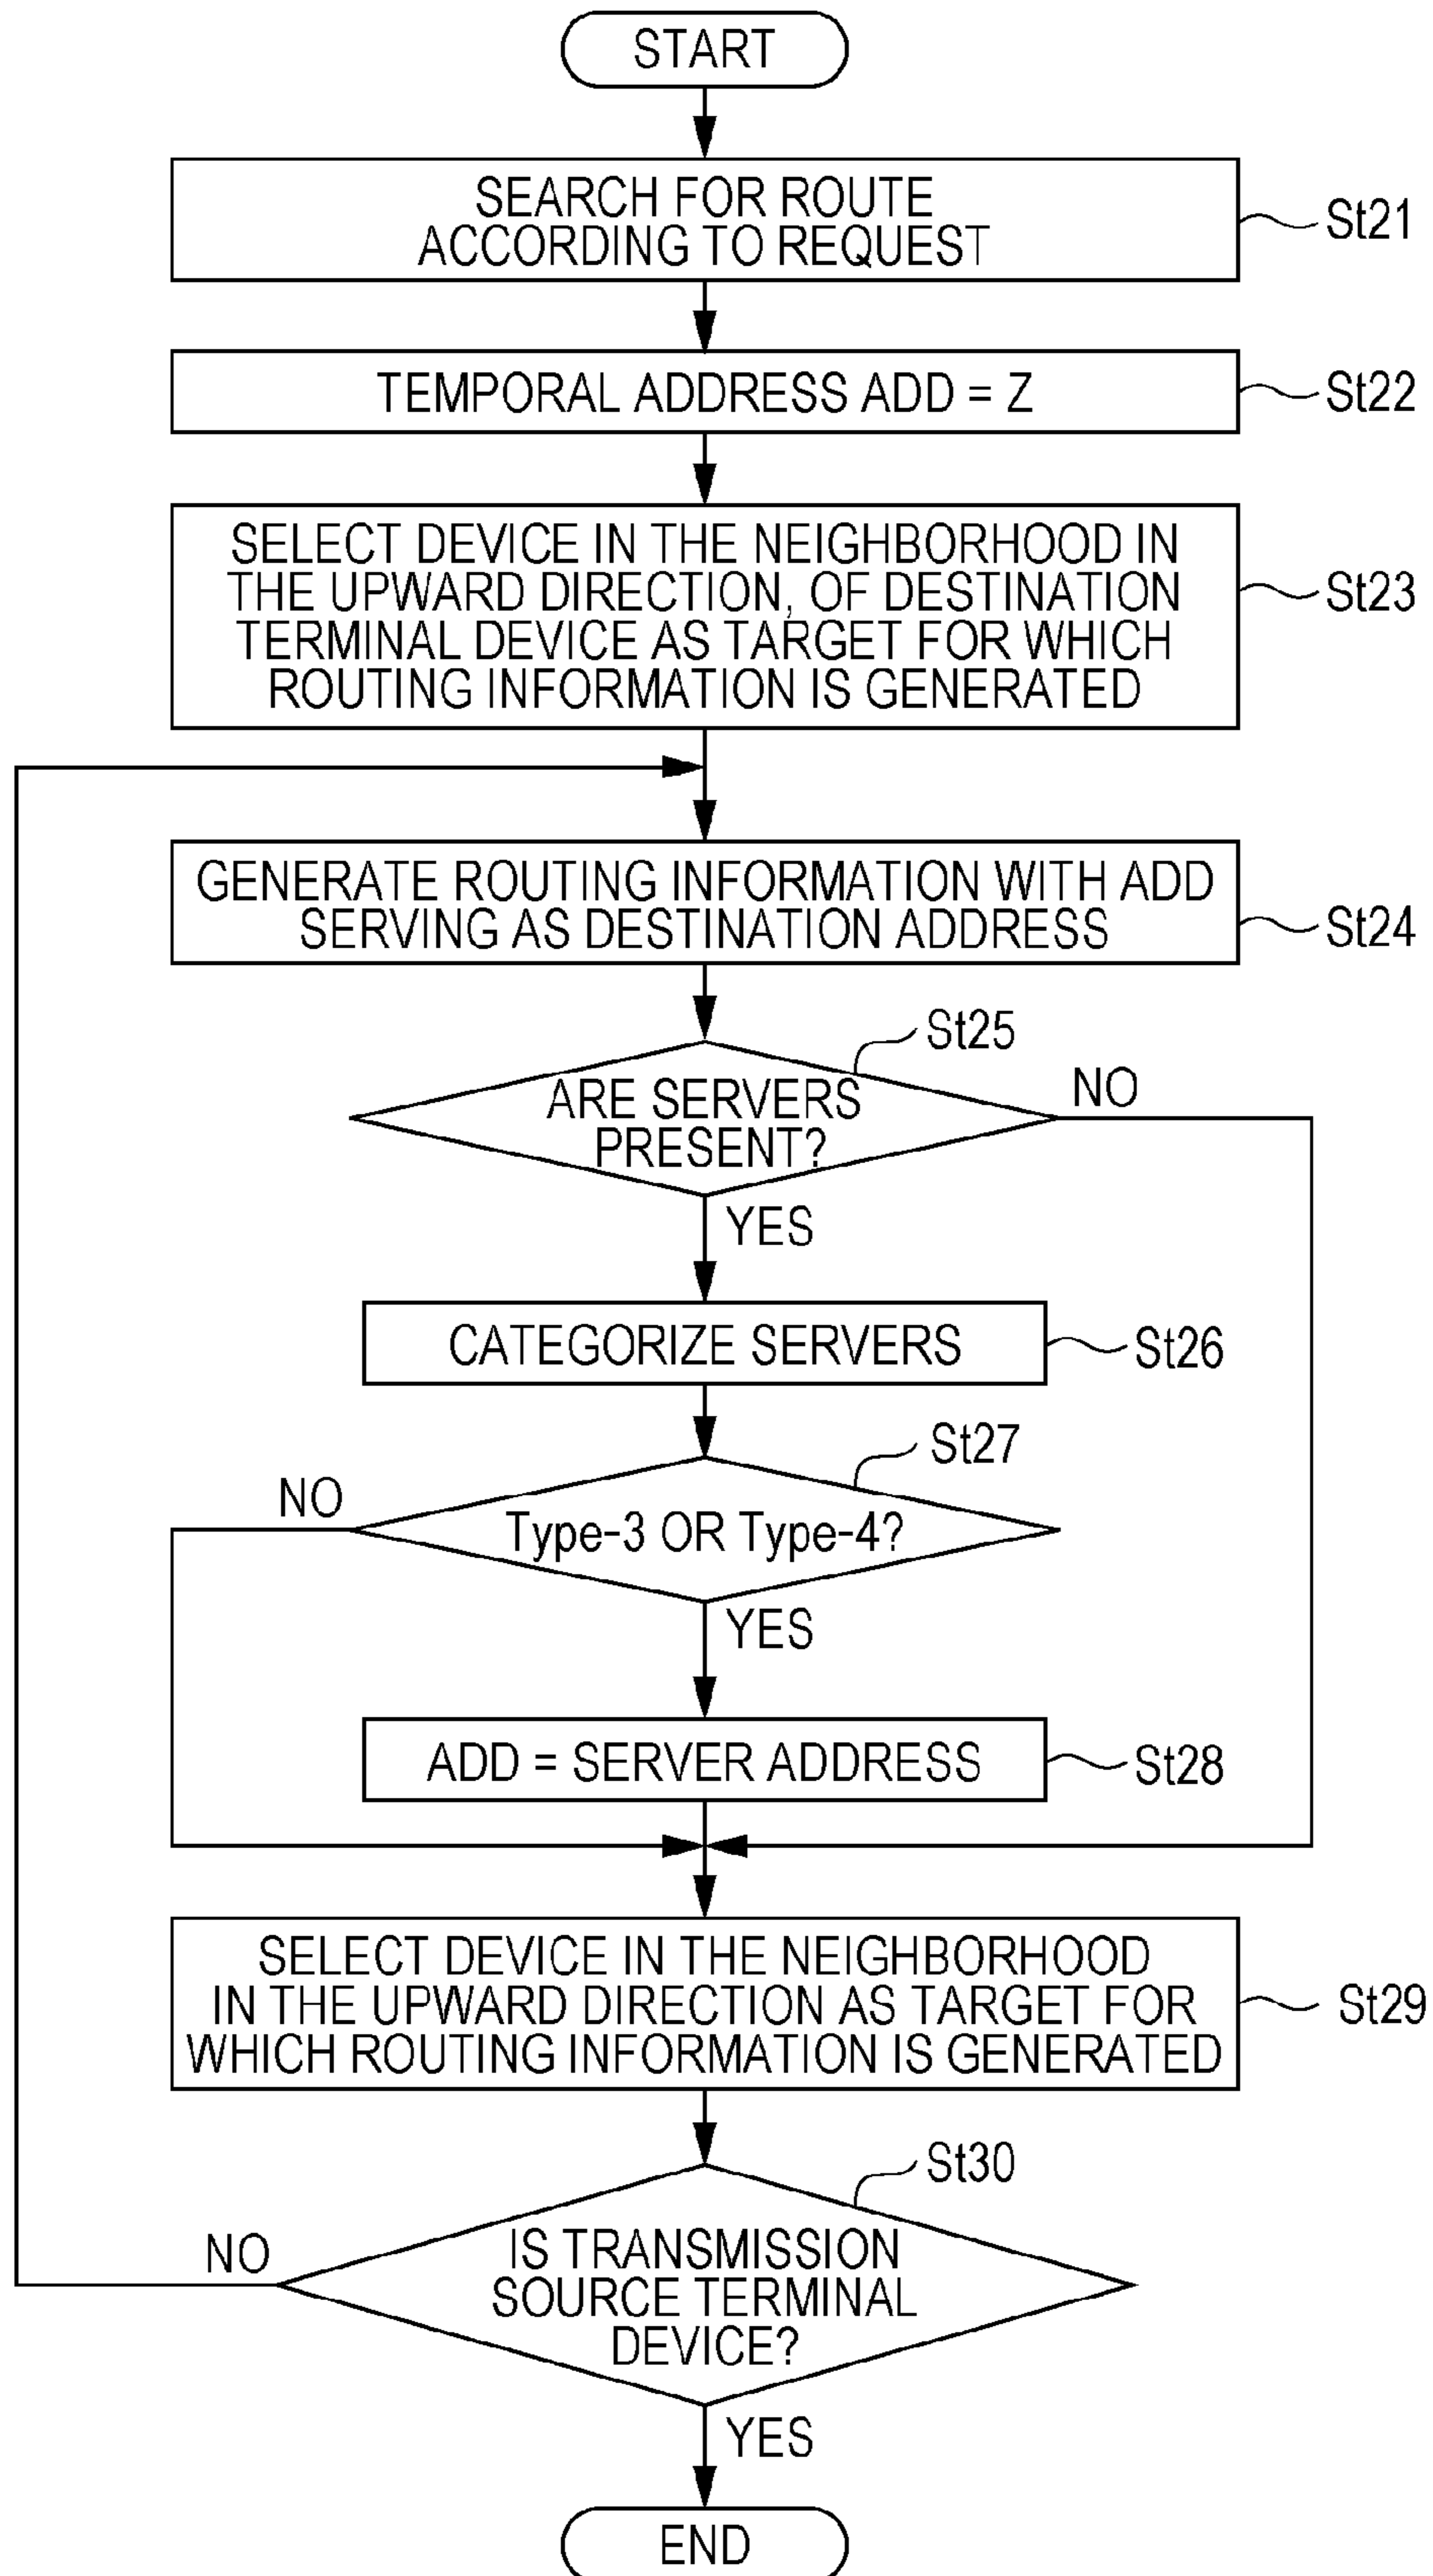 START
SEARCH FOR ROUTE
ACCORDING TO REQUEST
St21
TEMPORAL ADDRESS ADD = Z
St22
SELECT DEVICE IN THE NEIGHBORHOOD IN
THE UPWARD DIRECTION, OF DESTINATION
TERMINAL DEVICE AS TARGET FOR WHICH
ROUTING INFORMATION IS GENERATED
St23
GENERATE ROUTING INFORMATION WITH ADD
SERVING AS DESTINATION ADDRESS
St24
St25
ARE SERVERS
PRESENT?
NO
YES
CATEGORIZE SERVERS
St26
St27
NO
Type-3 OR Type-4?
YES
ADD = SERVER ADDRESS
St28
SELECT DEVICE IN THE NEIGHBORHOOD
IN THE UPWARD DIRECTION AS TARGET FOR
WHICH ROUTING INFORMATION IS GENERATED
St29
St30
NO
IS TRANSMISSION
SOURCE TERMINAL
DEVICE?
YES
END